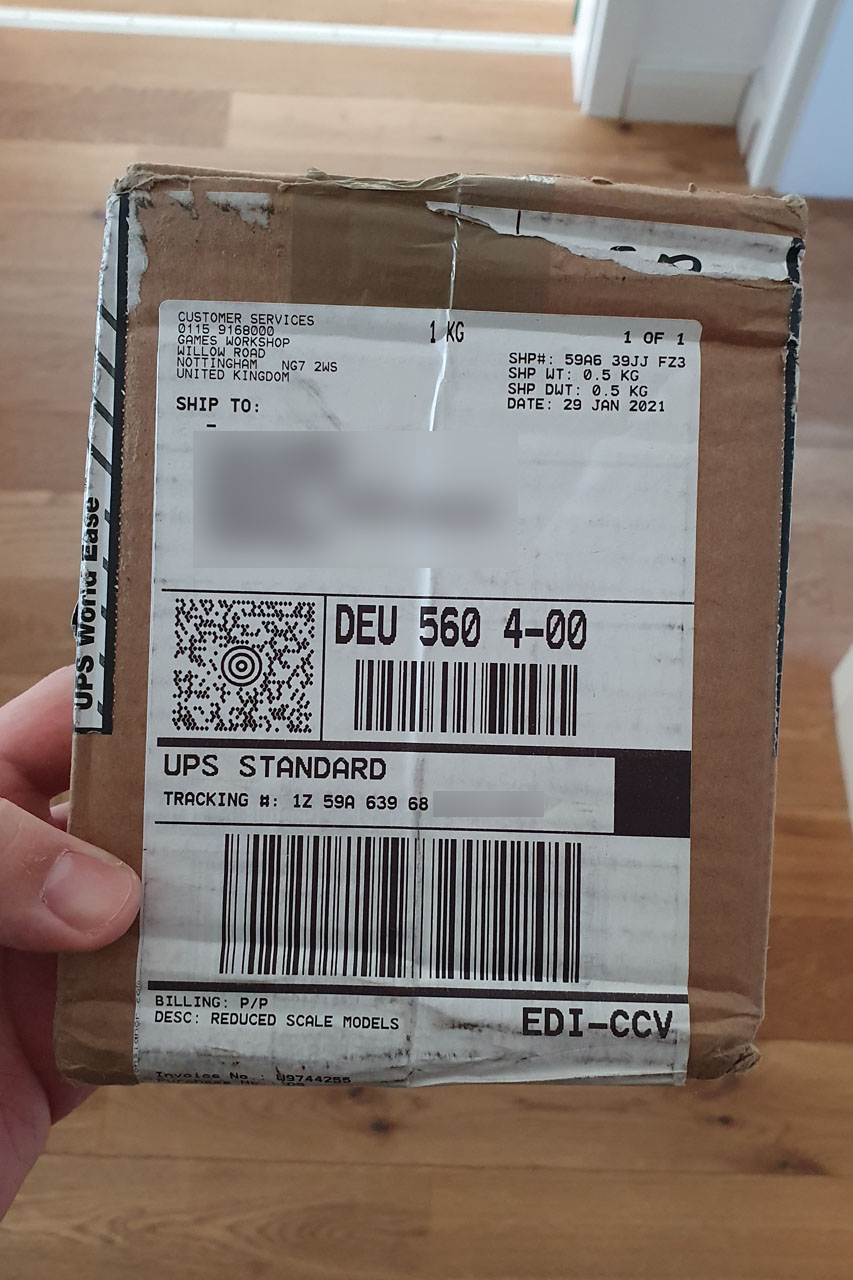 CUSTOMER SERVICES
0115 9168000
GAMES WORKSHOP
WILLOW ROAD
NOTTINGHAM NG7 2WS
UNITED KINGDOM
1 KG
1 OF 1
SHP#: 59A6 39JJ FZ3
SHP WT: 0.5 KG
SHP DWT: 0.5 KG
DATE: 29 JAN 2021
SHIP TO:
UPS World Ease
DEU 560 4-00
UPS STANDARD
TRACKING #: 1Z 59A 639 68
BILLING: P/P
DESC: REDUCED SCALE MODELS
EDI-CCV
Invoice No.: